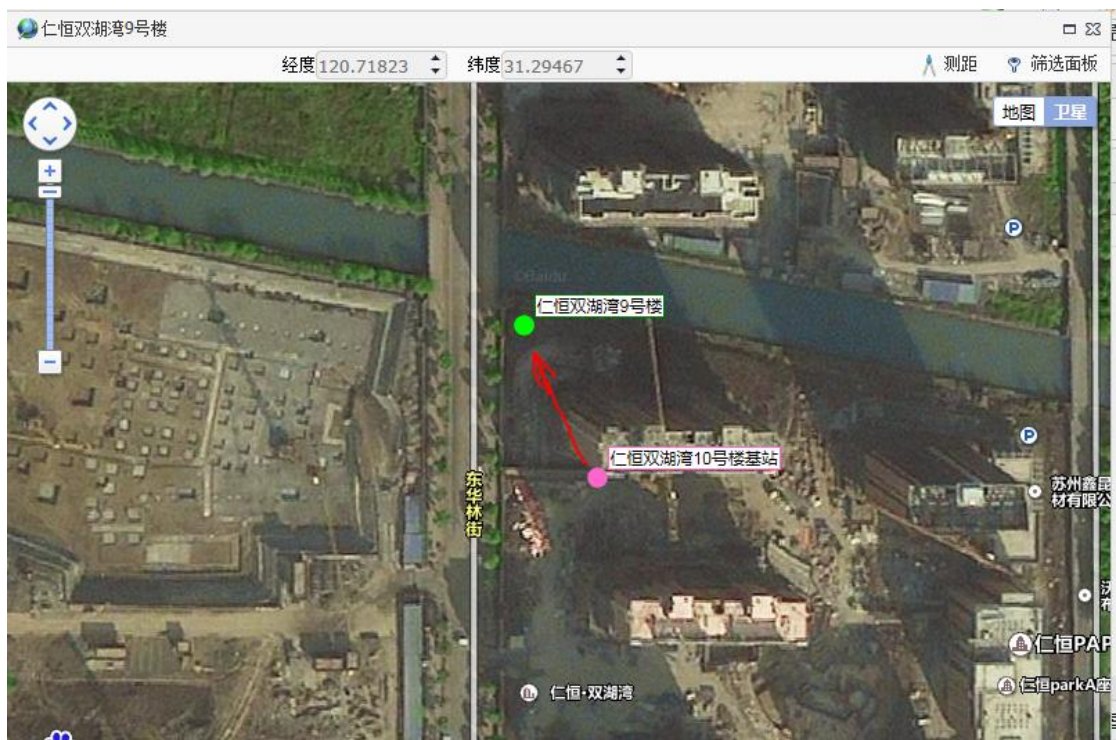 仁恒双湖湾9号楼
经度 120.71823 纬度 31.29467 测距 筛选面板
地图 卫星
P
©Baidu
仁恒双湖湾9号楼
P
仁恒双湖湾10号楼基站
东华林街
苏州鑫昆
材有限公
仁恒PAP
仁恒parkA座
仁恒·双湖湾